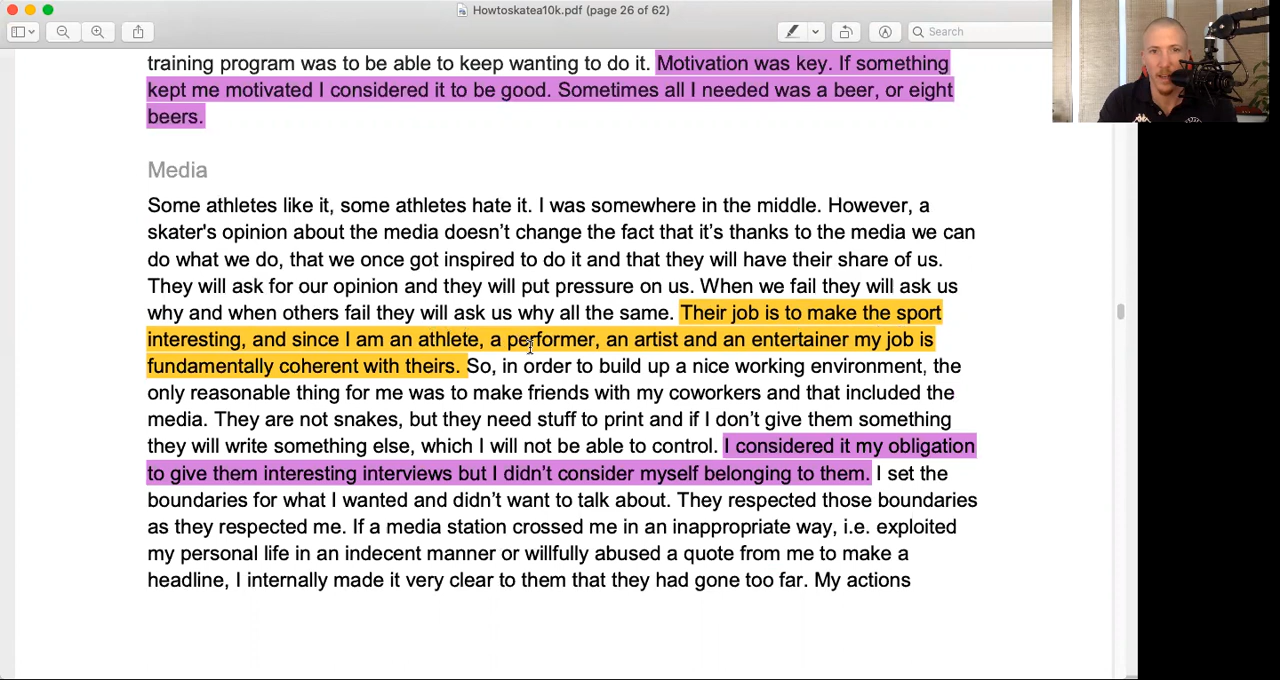 Howtoskatea10k.pdf (page 26 of 62)
Search
training program was to be able to keep wanting to do it. Motivation was key. If something
kept me motivated I considered it to be good. Sometimes all I needed was a beer, or eight
beers.
Media
Some athletes like it, some athletes hate it. I was somewhere in the middle. However, a
skater's opinion about the media doesn’t change the fact that it’s thanks to the media we can
do what we do, that we once got inspired to do it and that they will have their share of us.
They will ask for our opinion and they will put pressure on us. When we fail they will ask us
why and when others fail they will ask us why all the same. Their job is to make the sport
interesting, and since I am an athlete, a performer, an artist and an entertainer my job is
fundamentally coherent with theirs. So, in order to build up a nice working environment, the
only reasonable thing for me was to make friends with my coworkers and that included the
media. They are not snakes, but they need stuff to print and if I don’t give them something
they will write something else, which I will not be able to control. I considered it my obligation
to give them interesting interviews but I didn’t consider myself belonging to them. I set the
boundaries for what I wanted and didn’t want to talk about. They respected those boundaries
as they respected me. If a media station crossed me in an inappropriate way, i.e. exploited
my personal life in an indecent manner or willfully abused a quote from me to make a
headline, I internally made it very clear to them that they had gone too far. My actions